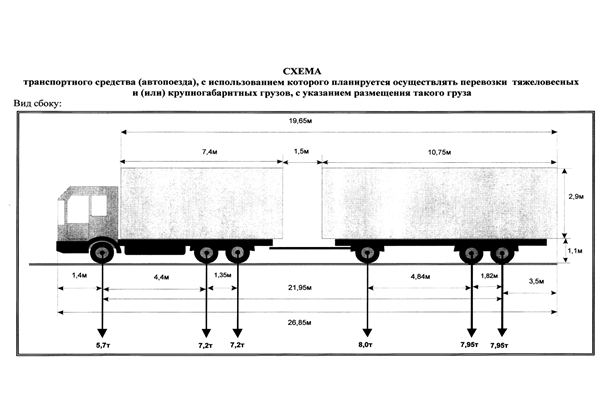 СХЕМА
транспортного средства (автопоезда), с использованием которого планируется осуществлять перевозки тяжеловесных
и (или) крупногабаритных грузов, с указанием размещения такого груза
Вид сбоку:
19,65м
7,4м
1,5м
10,75м
2,9м
1,1м
1,4м
4,4м
1,35м
4,84м
1,82м
3,5м
21,95м
26,85м
5,7т
7,2т
7,2т
8,0т
7,95т
7,95т